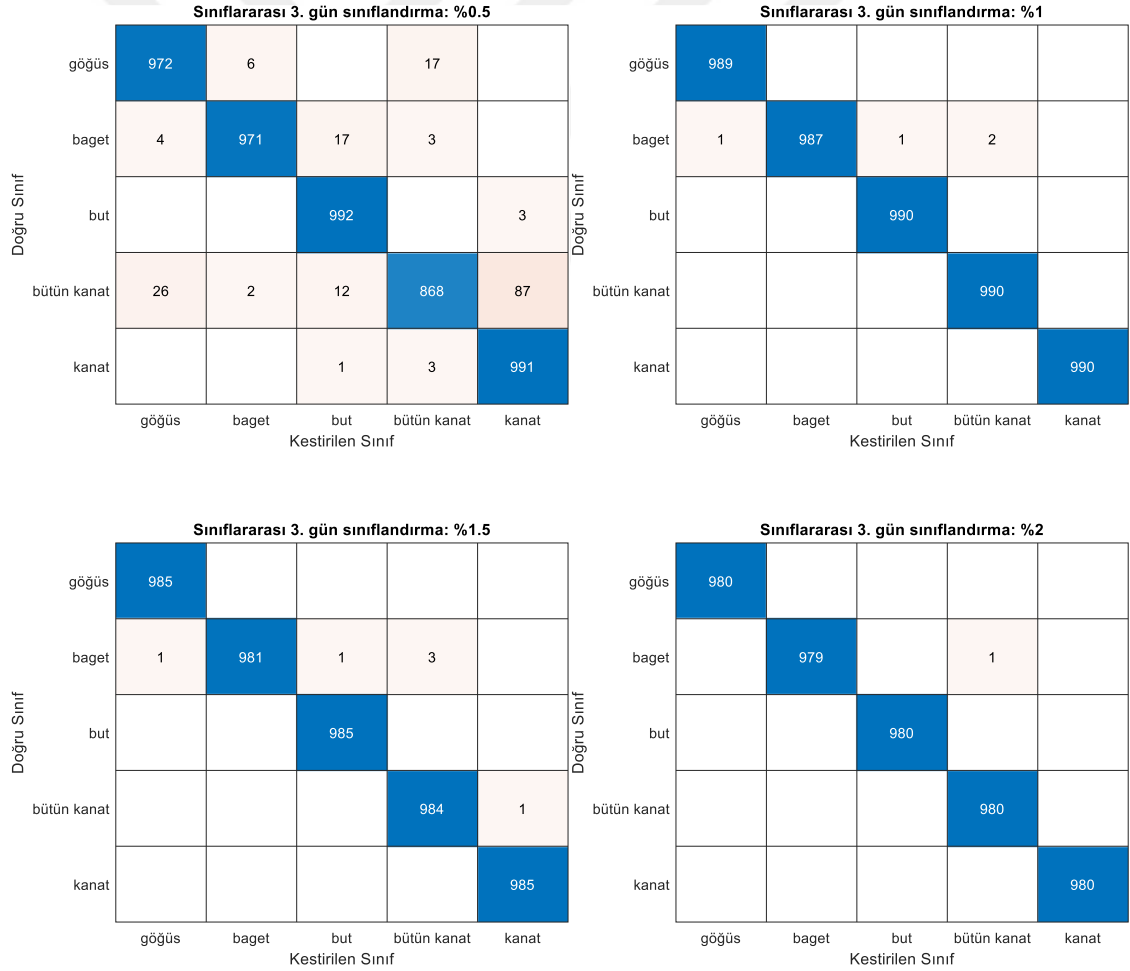 Sınıflararası 3. gün sınıflandırma: %0.5
göğüs 972 6 17
baget 4 971 17 3
but 992 3
bütün kanat 26 2 12 868 87
kanat 1 3 991
göğüs baget but bütün kanat kanat
Kestirilen Sınıf
Doğru Sınıf
Sınıflararası 3. gün sınıflandırma: %1
göğüs 989
baget 1 987 1 2
but 990
bütün kanat 990
kanat 990
göğüs baget but bütün kanat kanat
Kestirilen Sınıf
Doğru Sınıf
Sınıflararası 3. gün sınıflandırma: %1.5
göğüs 985
baget 1 981 1 3
but 985
bütün kanat 984 1
kanat 985
göğüs baget but bütün kanat kanat
Kestirilen Sınıf
Doğru Sınıf
Sınıflararası 3. gün sınıflandırma: %2
göğüs 980
baget 979 1
but 980
bütün kanat 980
kanat 980
göğüs baget but bütün kanat kanat
Kestirilen Sınıf
Doğru Sınıf